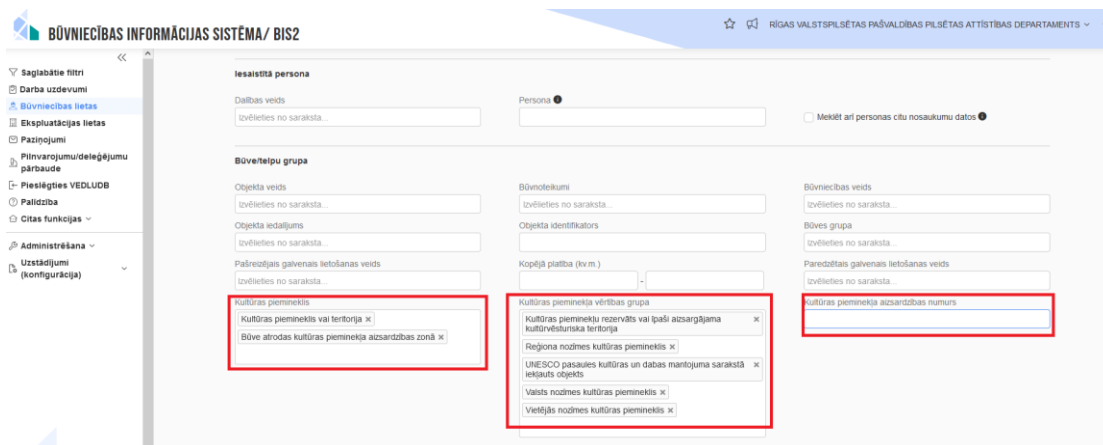 BŪVNIECĪBAS INFORMĀCIJAS SISTĒMA/ BIS2
RĪGAS VALSTSPILSĒTAS PAŠVALDĪBAS PILSĒTAS ATTĪSTĪBAS DEPARTAMENTS
Saglabātie filtri
Darba uzdevumi
Būvniecības lietas
Ekspluatācijas lietas
Paziņojumi
Pilnvarojumu/deleģējumu
pārbaude
Pieslēgties VEDLUDB
Palīdzība
Citas funkcijas
Administrēšana
Uzstādījumi
(konfigurācija)
Iesaistītā persona
Dalības veids
Persona
Izvēlieties no saraksta...
Meklēt arī personas citu nosaukumu datos
Būve/telpu grupa
Objekta veids
Būvnoteikumi
Būvniecības veids
Izvēlieties no saraksta...
Izvēlieties no saraksta...
Izvēlieties no saraksta...
Objekta iedalījums
Objekta identifikators
Būves grupa
Izvēlieties no saraksta...
Izvēlieties no saraksta...
Pašreizējais galvenais lietošanas veids
Kopējā platība (kv.m.)
Paredzētais galvenais lietošanas veids
Izvēlieties no saraksta...
-
Izvēlieties no saraksta...
Kultūras piemineklis
Kultūras pieminekļa vērtības grupa
Kultūras pieminekļa aizsardzības numurs
Kultūras piemineklis vai teritorija ×
Būve atrodas kultūras pieminekļa aizsardzības zonā ×
Kultūras pieminekļu rezervāts vai īpaši aizsargājama ×
kultūrvēsturiska teritorija
Reģiona nozīmes kultūras piemineklis ×
UNESCO pasaules kultūras un dabas mantojuma sarakstā ×
iekļauts objekts
Valsts nozīmes kultūras piemineklis ×
Vietējās nozīmes kultūras piemineklis ×